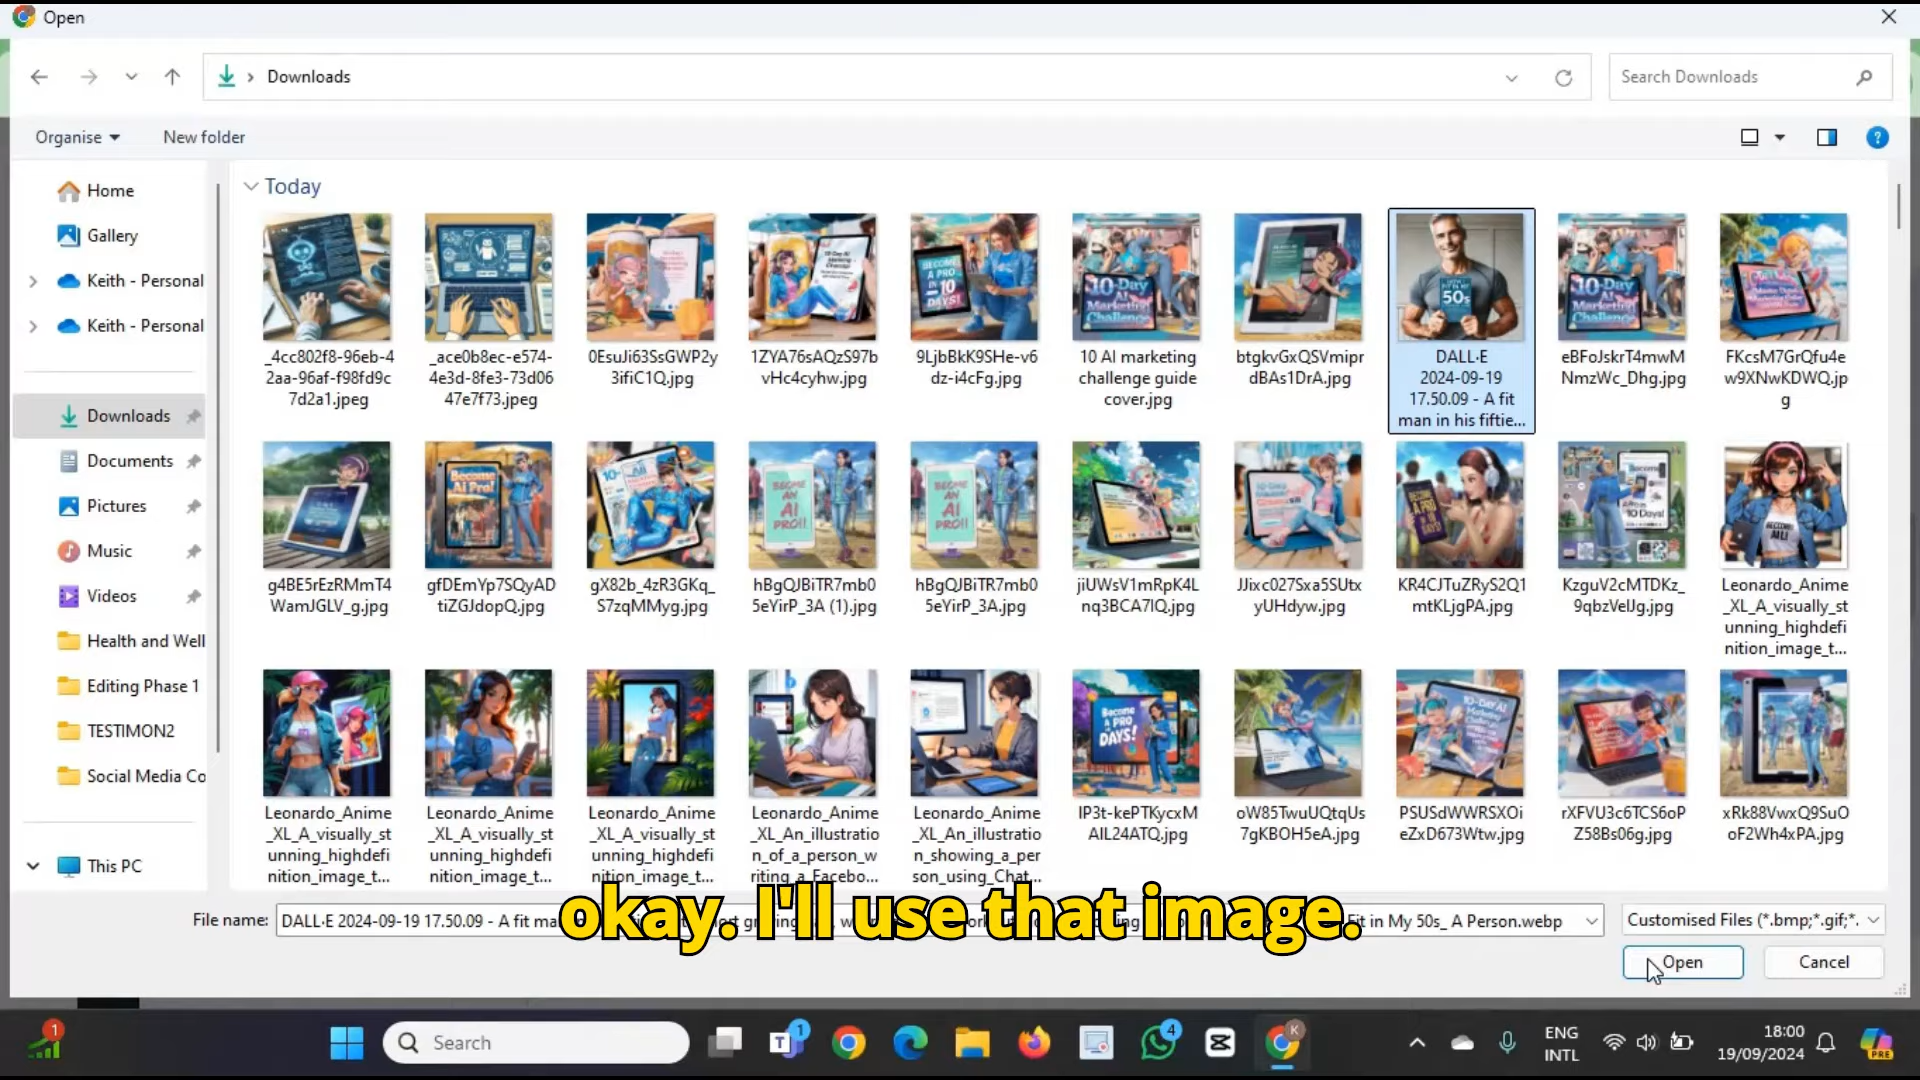 Open
Downloads
Search Downloads
Organise
New folder
Home
Gallery
Keith - Personal
Keith - Personal
Downloads
Documents
Pictures
Music
Videos
Health and Well
Editing Phase 1
TESTIMON2
Social Media Co
This PC
Today
_4cc802f8-96eb-4
2aa-96af-f98fd9c
7d2a1.jpeg
_ace0b8ec-e574-
4e3d-8fe3-73d06
47e7f73.jpeg
0EsuJi63SsGWP2y
3ifiC1Q.jpg
1ZYA76sAQzS97b
vHc4cyhw.jpg
9LjbBkK9SHe-v6
dz-i4cFg.jpg
10 AI marketing
challenge guide
cover.jpg
btgkvGxQSVmipr
dBAs1DrA.jpg
DALL·E
2024-09-19
17.50.09 - A fit
man in his fiftie...
eBFoJskrT4mwM
NmzWc_Dhg.jpg
FKcsM7GrQfu4e
w9XNwKDWQ.jp
g
g4BE5rEzRMmT4
WamJGLV_g.jpg
gfDEmYp7SQyAD
tiZGJdopQ.jpg
gX82b_4zR3GKq_
S7zqMMyg.jpg
hBgQJBiTR7mb0
5eYirP_3A (1).jpg
hBgQJBiTR7mb0
5eYirP_3A.jpg
jiUWsV1mRpK4L
nq3BCA7lQ.jpg
JJixc027Sxa5SUtx
yUHdyw.jpg
KR4CJTuZRyS2Q1
mtKLjgPA.jpg
KzguV2cMTDKz_
9qbzVelJg.jpg
Leonardo_Anime
_XL_A_visually_st
unning_highdefi
nition_image_t...
Leonardo_Anime
_XL_A_visually_st
unning_highdefi
nition_image_t...
Leonardo_Anime
_XL_A_visually_st
unning_highdefi
nition_image_t...
Leonardo_Anime
_XL_A_visually_st
unning_highdefi
nition_image_t...
Leonardo_Anime
_XL_An_illustratio
n_of_a_person_w
riting_a_Facebo...
Leonardo_Anime
_XL_An_illustratio
n_showing_a_per
son_using_Chat...
IP3t-kePTKycxM
AIL24ATQ.jpg
oW85TwuUQtqUs
7gKBOH5eA.jpg
PSUSdWWRSXOi
eZxD673Wtw.jpg
rXFVU3c6TCS6oP
Z58Bs06g.jpg
xRk88VwxQ9SuO
oF2Wh4xPA.jpg
okay. I'll use that image.
File name:
DALL·E 2024-09-19 17.50.09 - A fit ma
Fit in My 50s_ A Person.webp
Customised Files (*.bmp;*.gif;*.
Open
Cancel
1
Search
1
4
K
ENG
INTL
18:00
19/09/2024
PRE